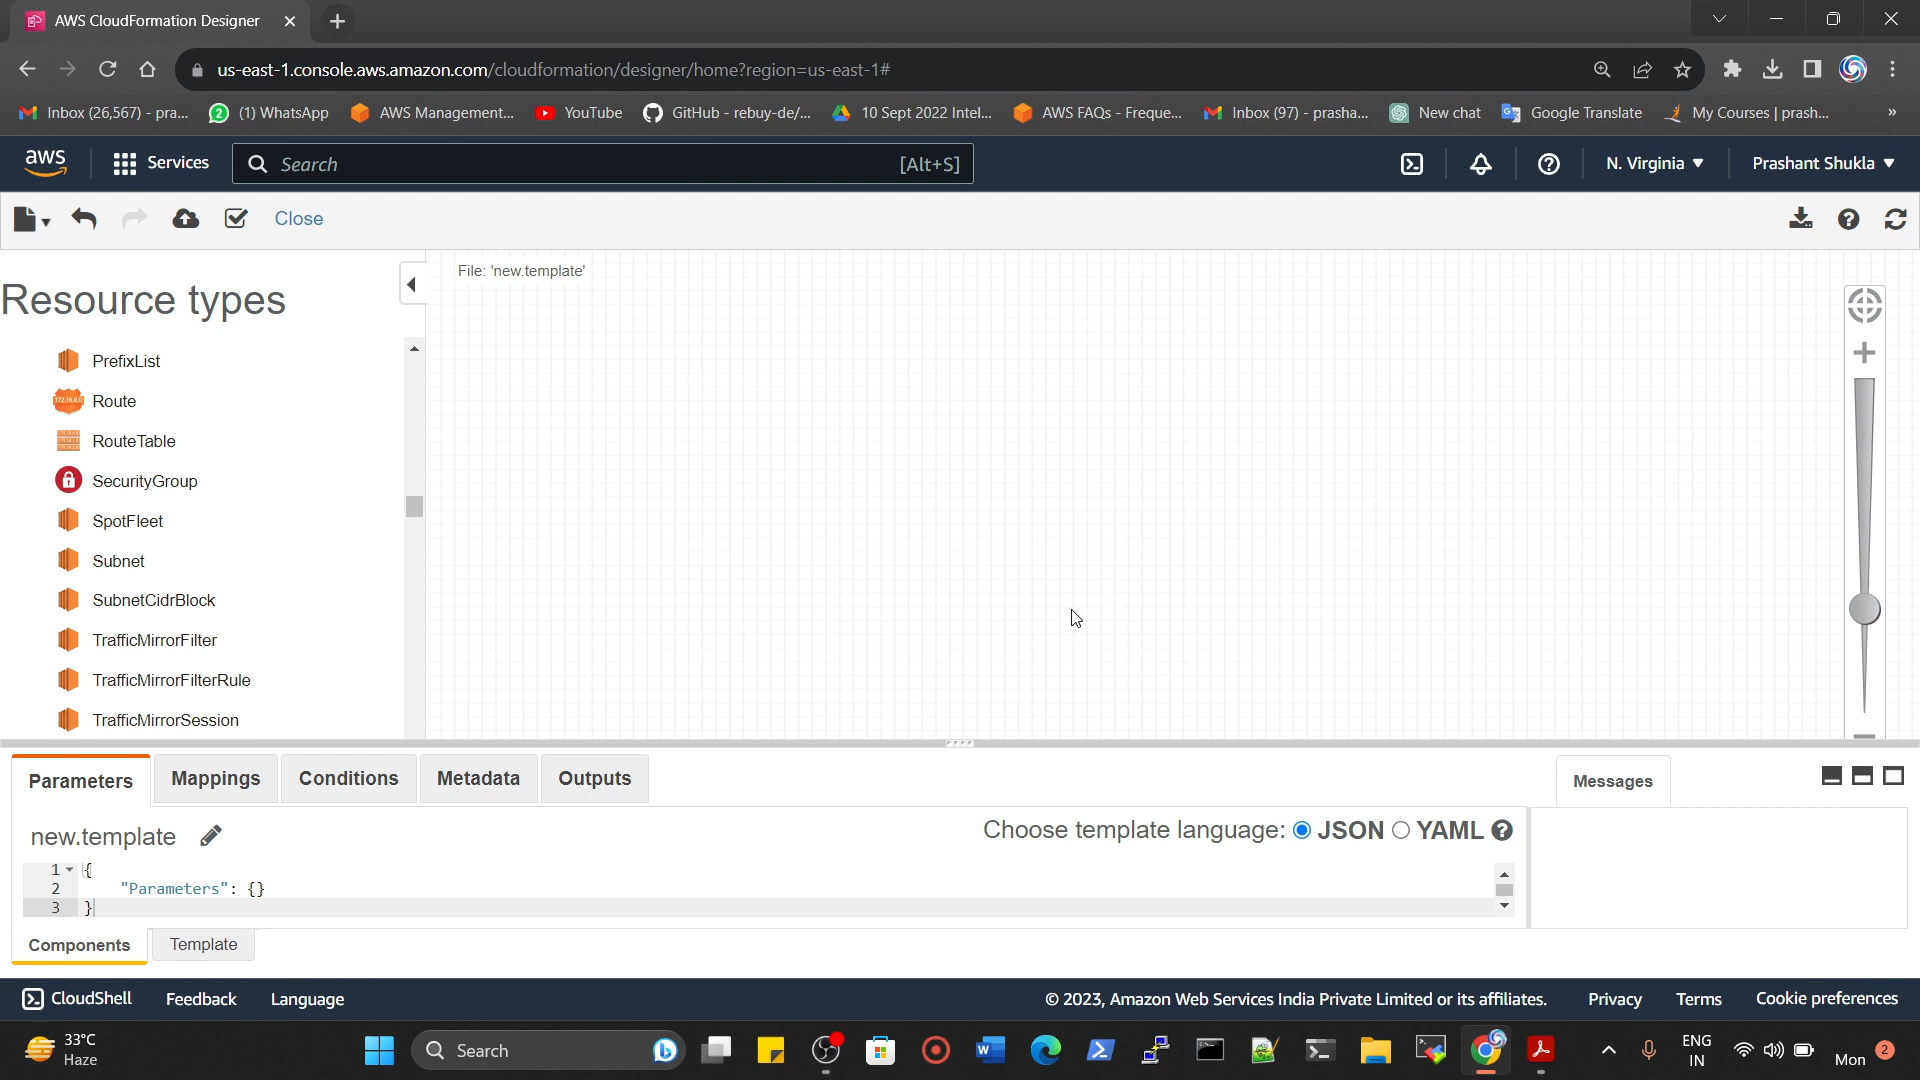 AWS CloudFormation Designer
us-east-1.console.aws.amazon.com/cloudformation/designer/home?region=us-east-1#
Inbox (26,567) - pra...
(1) WhatsApp
AWS Management...
YouTube
GitHub - rebuy-de/...
10 Sept 2022 Intel...
AWS FAQs - Freque...
Inbox (97) - prasha...
New chat
Google Translate
My Courses | prash...
»
aws
Services
Search
[Alt+S]
N. Virginia
Prashant Shukla
Close
Resource types
File: 'new.template'
PrefixList
Route
RouteTable
SecurityGroup
SpotFleet
Subnet
SubnetCidrBlock
TrafficMirrorFilter
TrafficMirrorFilterRule
TrafficMirrorSession
Parameters
Mappings
Conditions
Metadata
Outputs
Messages
new.template
Choose template language: JSON YAML
1 {
2 "Parameters": {}
3 }
Components
Template
CloudShell
Feedback
Language
© 2023, Amazon Web Services India Private Limited or its affiliates.
Privacy
Terms
Cookie preferences
33°C
Haze
Search
ENG
IN
Mon
2